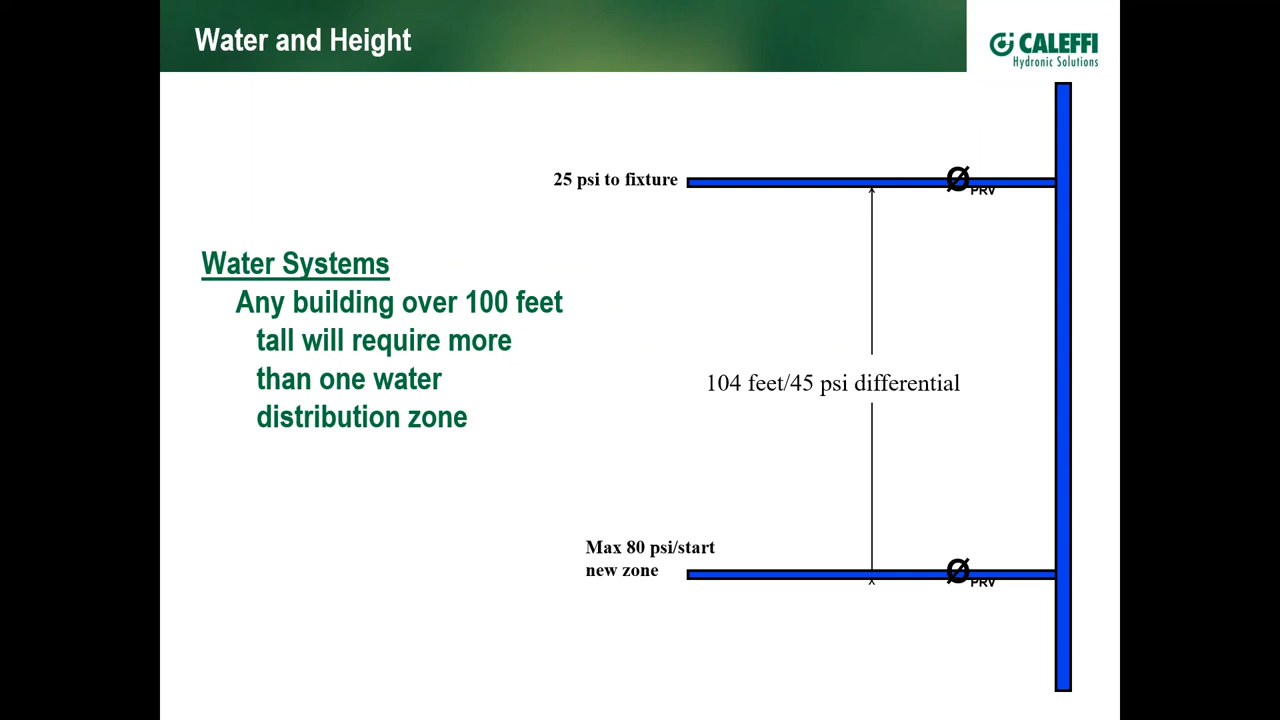 Water and Height
CALEFFI
Hydronic Solutions
25 psi to fixture
PRV
Water Systems
Any building over 100 feet
tall will require more
than one water
distribution zone
104 feet/45 psi differential
Max 80 psi/start
new zone
PRV